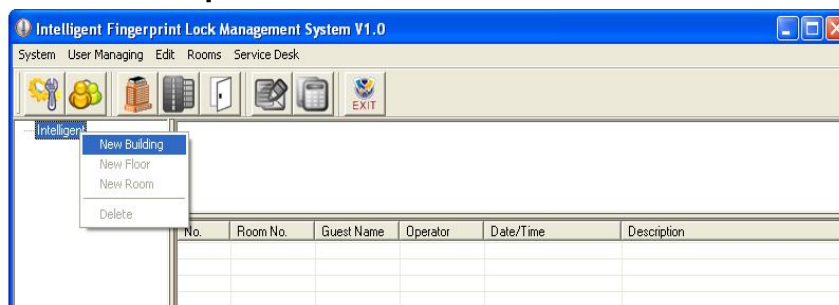 Intelligent Fingerprint Lock Management System V1.0
System User Managing Edit Rooms Service Desk
EXIT
Intelligent
New Building
New Floor
New Room
Delete
No. Room No. Guest Name Operator Date/Time Description